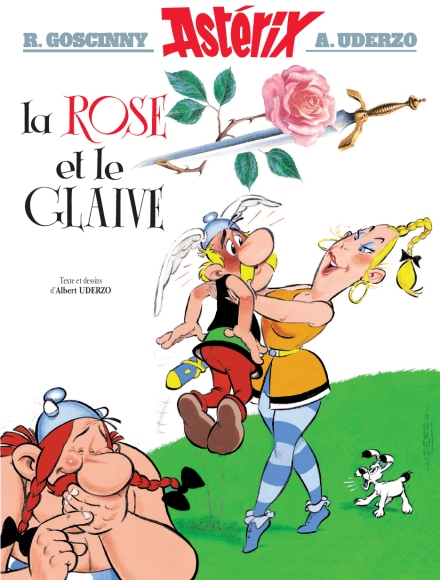 R. GOSCINNY Astérix A. UDERZO
la ROSE
et le
GLAIVE
Texte et dessins
d'Albert UDERZO